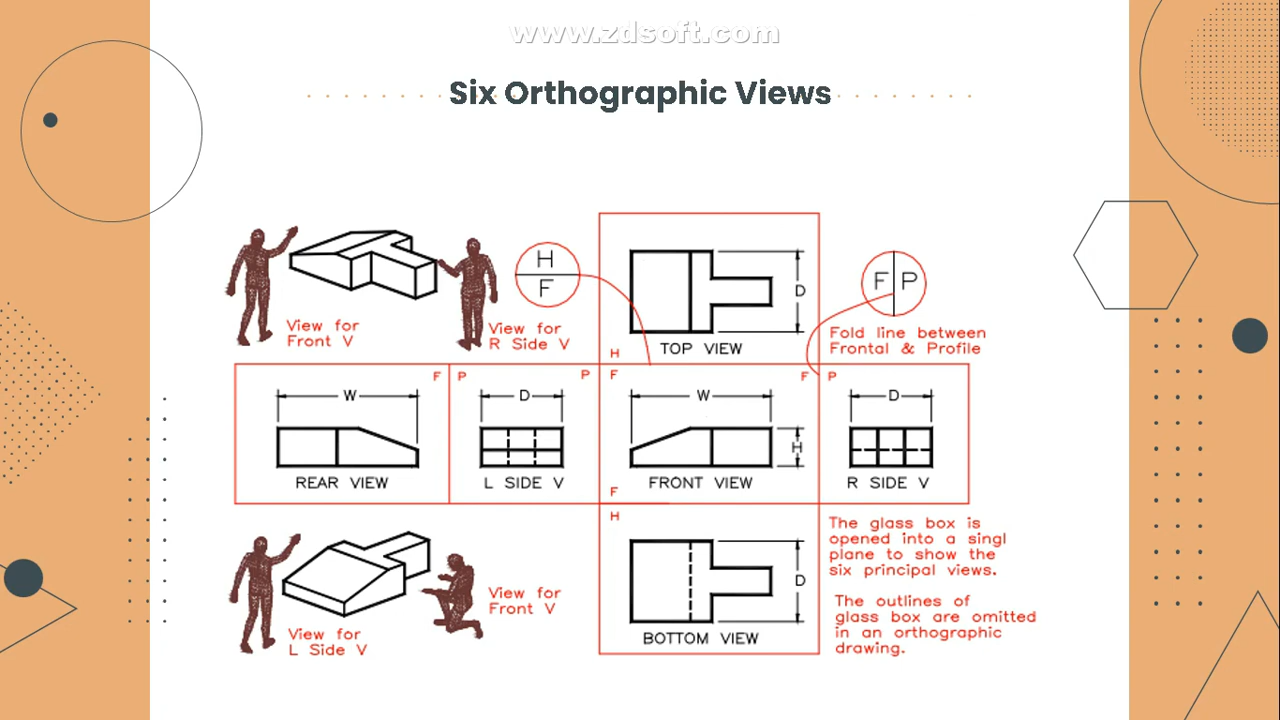 www.zdsoft.com
Six Orthographic Views
H
F
F P
View for
Front V
View for
R Side V
D
TOP VIEW
H
Fold line between
Frontal & Profile
F
P
P
F
F
P
W
D
W
D
H
REAR VIEW
L SIDE V
FRONT VIEW
R SIDE V
F
H
The glass box is
opened into a singl
plane to show the
six principal views.
D
View for
Front V
The outlines of
glass box are omitted
in an orthographic
drawing.
View for
L Side V
BOTTOM VIEW